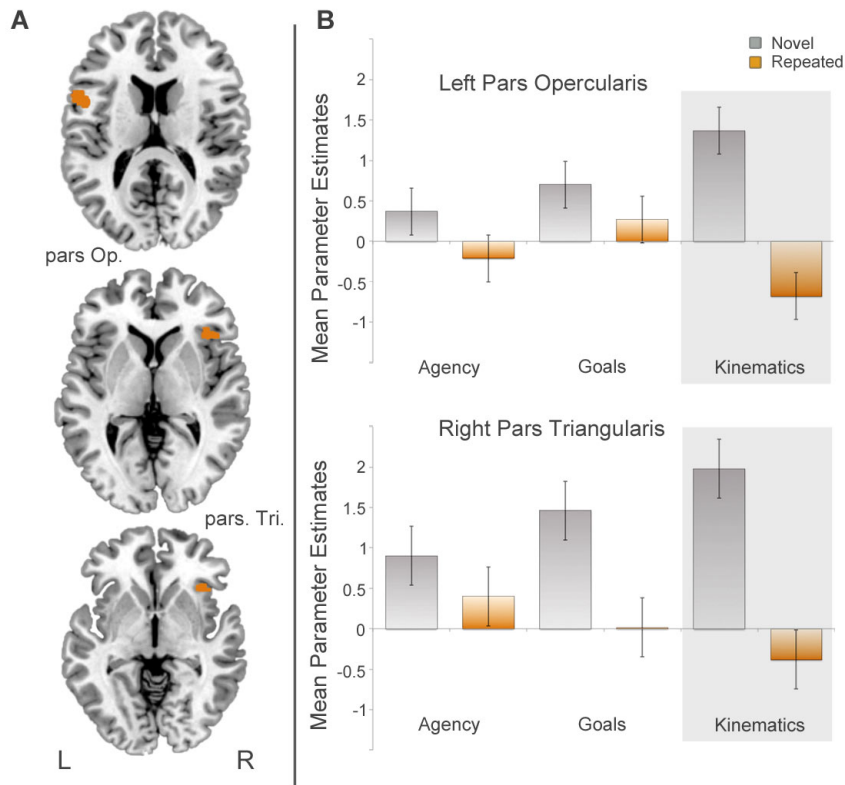 A
pars Op.
pars. Tri.
L R
B
Novel
Repeated
Left Pars Opercularis
Mean Parameter Estimates
2
1.5
1
0.5
0
-0.5
-1
Agency Goals Kinematics
Right Pars Triangularis
Mean Parameter Estimates
2
1.5
1
0.5
0
-0.5
-1
Agency Goals Kinematics